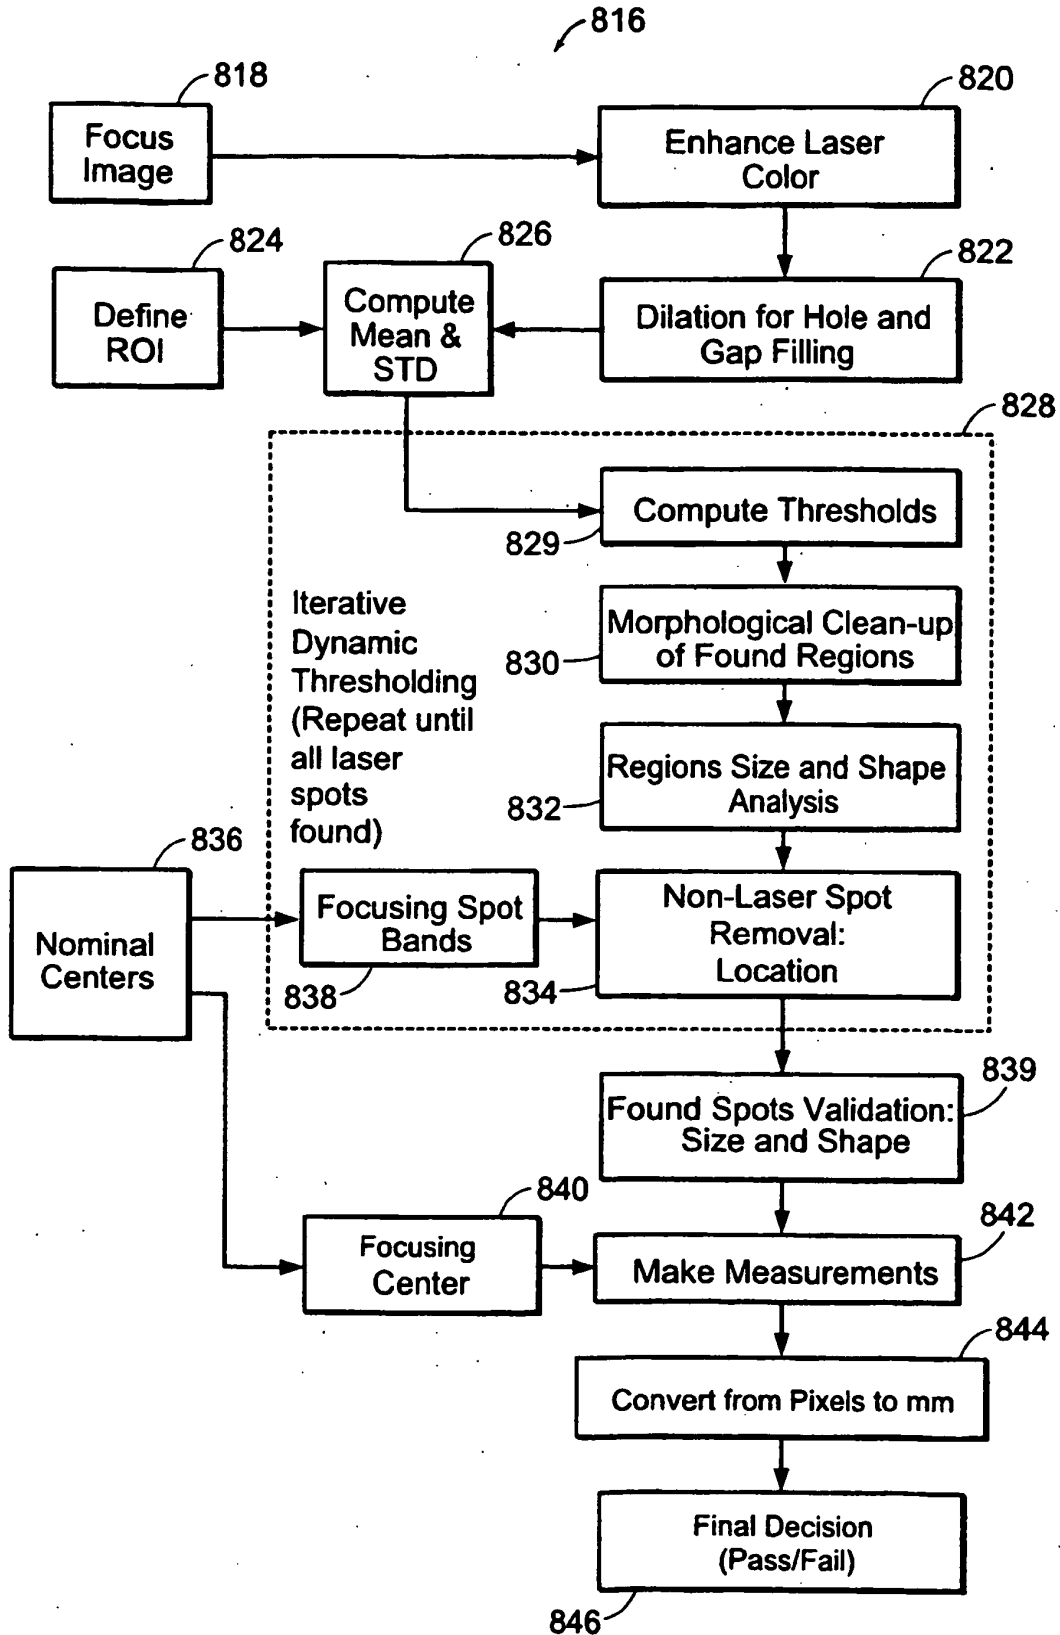 816
818
820
Focus
Image
Enhance Laser
Color
824
826
822
Define
ROI
Compute
Mean &
STD
Dilation for Hole and
Gap Filling
828
Compute Thresholds
829
Iterative
Dynamic
Thresholding
(Repeat until
all laser
spots
found)
Morphological Clean-up
of Found Regions
830
Regions Size and Shape
Analysis
832
836
Nominal
Centers
Focusing Spot
Bands
838
Non-Laser Spot
Removal:
Location
834
839
Found Spots Validation:
Size and Shape
840
842
Focusing
Center
Make Measurements
844
Convert from Pixels to mm
Final Decision
(Pass/Fail)
846